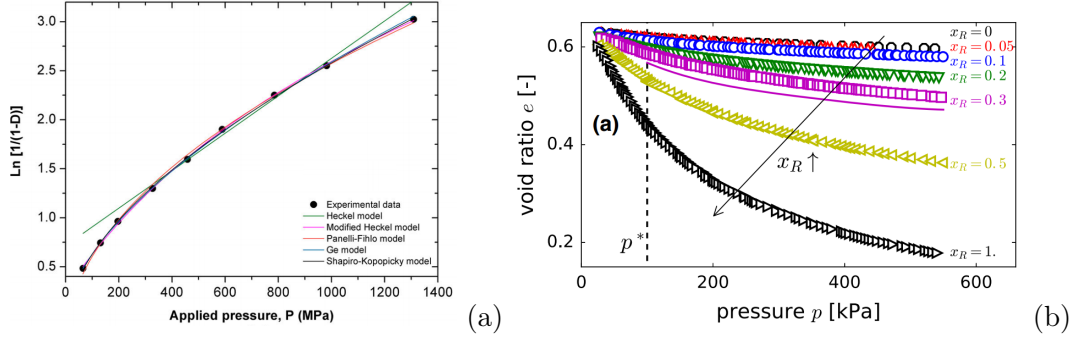 3.0
2.5
2.0
1.5
1.0
0.5
Ln [1/(1-D)]
Experimental data
Heckel model
Modified Heckel model
Panelli-Fihlo model
Ge model
Shapiro-Kopopicky model
0 200 400 600 800 1000 1200 1400
Applied pressure, P (MPa)
(a)
0.6
0.4
0.2
void ratio e [-]
(a)
p*
x_R ↑
x_R = 0
x_R = 0.05
x_R = 0.1
x_R = 0.2
x_R = 0.3
x_R = 0.5
x_R = 1.
0 200 400 600
pressure p [kPa]
(b)